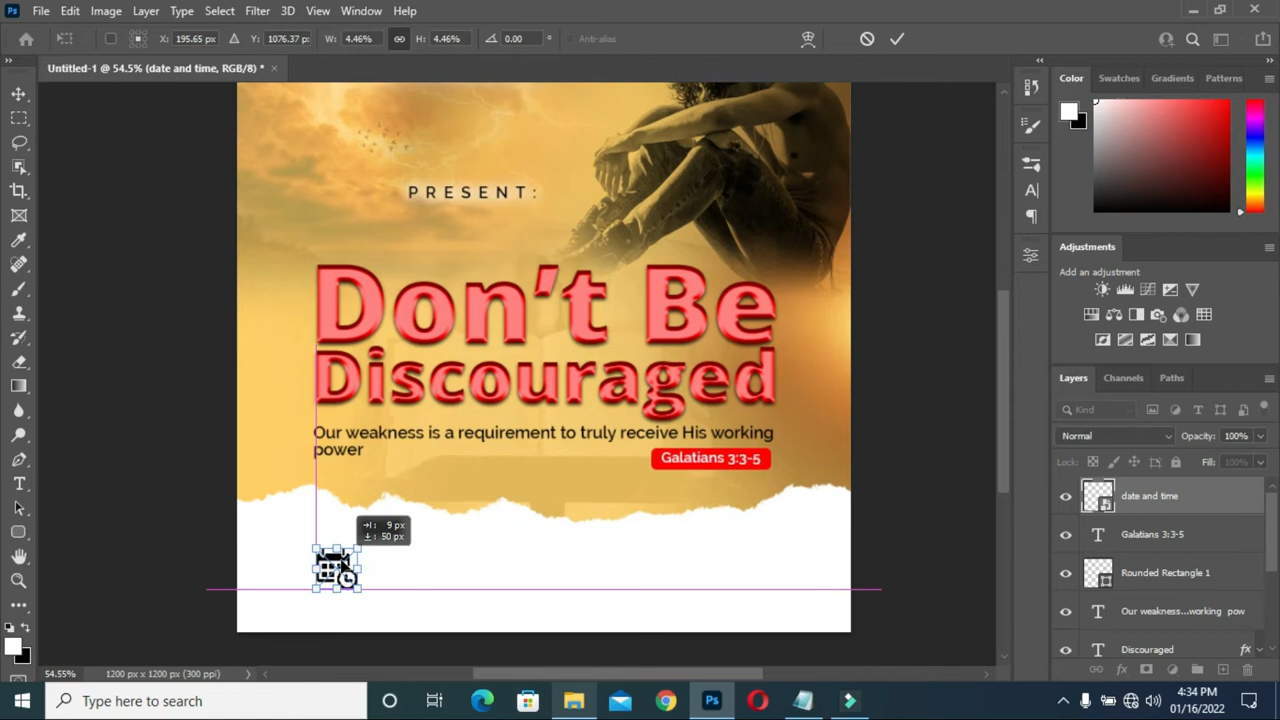 Ps File Edit Image Layer Type Select Filter 3D View Window Help
X: 195.65 px Y: 1076.37 px W: 4.46% H: 4.46% 0.00 ° Anti-alias
Untitled-1 @ 54.5% (date and time, RGB/8) * ×
PRESENT:
Don't Be
Discouraged
Our weakness is a requirement to truly receive His working
power
Galatians 3:3-5
9 px
50 px
Color Swatches Gradients Patterns
Adjustments
Add an adjustment
Layers Channels Paths
Kind
Normal Opacity: 100%
Lock: Fill: 100%
date and time
T Galatians 3:3-5
Rounded Rectangle 1
T Our weakness...working pow
T Discouraged fx
54.55% 1200 px x 1200 px (300 ppi)
Type here to search
Ps
4:34 PM
01/16/2022